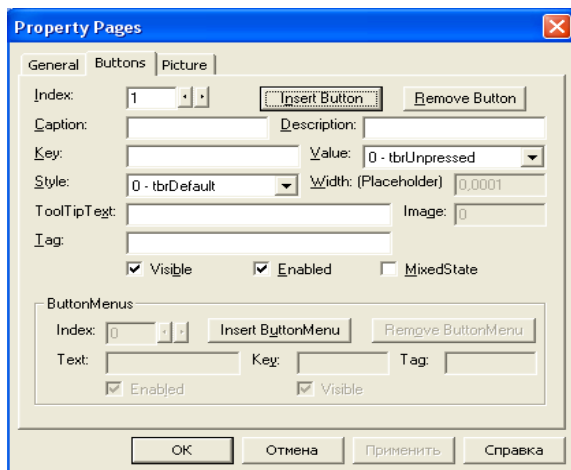 Property Pages
General Buttons Picture
Index: 1 Insert Button Remove Button
Caption: Description:
Key: Value: 0 - tbrUnpressed
Style: 0 - tbrDefault Width: (Placeholder) 0,0001
ToolTipText: Image: 0
Tag:
Visible Enabled MixedState
ButtonMenus
Index: 0 Insert ButtonMenu Remove ButtonMenu
Text: Key: Tag:
Enabled Visible
OK Отмена Применить Справка